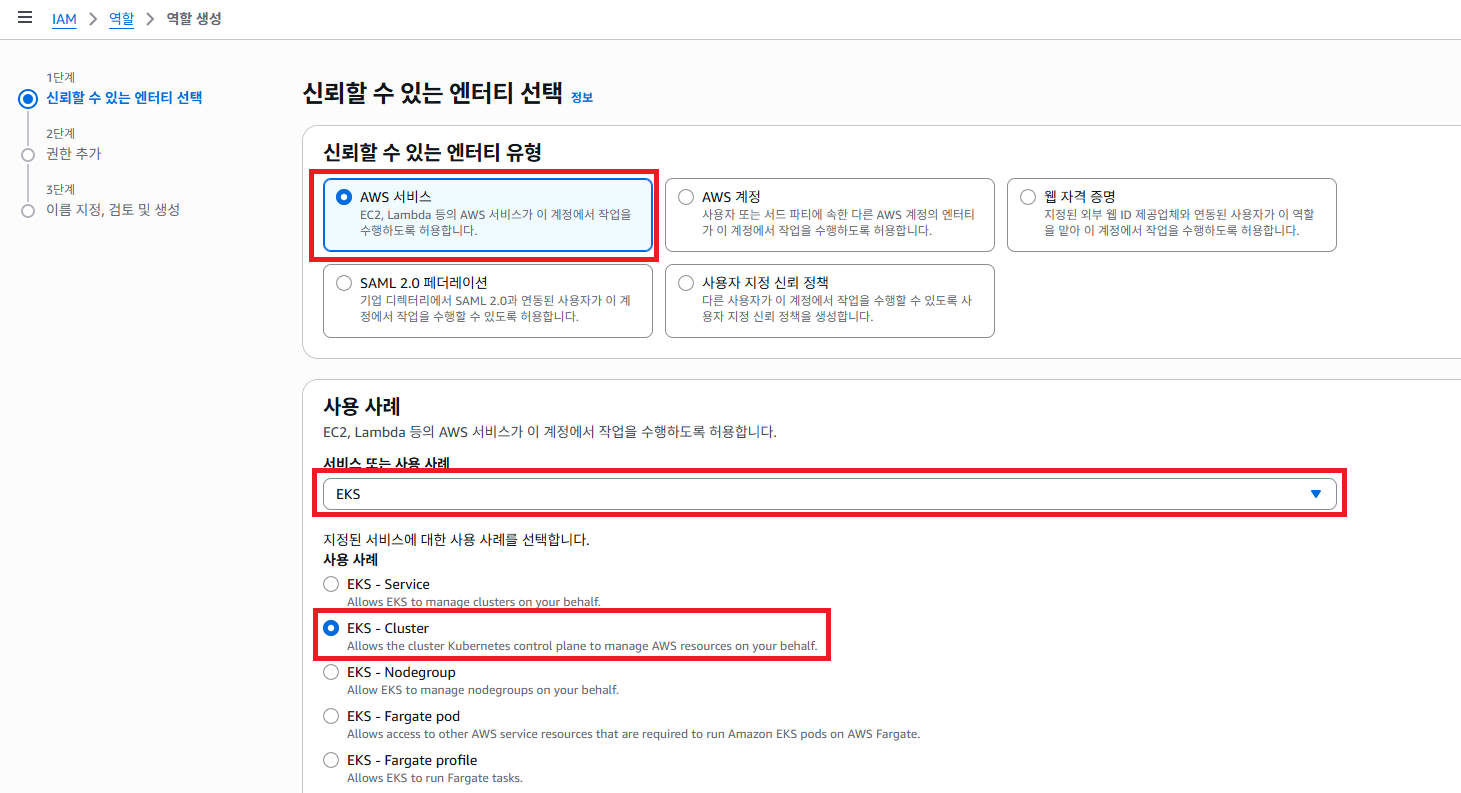 IAM > 역할 > 역할 생성
1단계
신뢰할 수 있는 엔터티 선택
2단계
권한 추가
3단계
이름 지정, 검토 및 생성
신뢰할 수 있는 엔터티 선택 정보
신뢰할 수 있는 엔터티 유형
AWS 서비스
EC2, Lambda 등의 AWS 서비스가 이 계정에서 작업을
수행하도록 허용합니다.
AWS 계정
사용자 또는 서드 파티에 속한 다른 AWS 계정의 엔터티
가 이 계정에서 작업을 수행하도록 허용합니다.
웹 자격 증명
지정된 외부 웹 ID 제공업체와 연동된 사용자가 이 역할
을 맡아 이 계정에서 작업을 수행하도록 허용합니다.
SAML 2.0 페더레이션
기업 디렉터리에서 SAML 2.0과 연동된 사용자가 이 계
정에서 작업을 수행할 수 있도록 허용합니다.
사용자 지정 신뢰 정책
다른 사용자가 이 계정에서 작업을 수행할 수 있도록 사
용자 지정 신뢰 정책을 생성합니다.
사용 사례
EC2, Lambda 등의 AWS 서비스가 이 계정에서 작업을 수행하도록 허용합니다.
서비스 또는 사용 사례
EKS
지정된 서비스에 대한 사용 사례를 선택합니다.
사용 사례
EKS - Service
Allows EKS to manage clusters on your behalf.
EKS - Cluster
Allows the cluster Kubernetes control plane to manage AWS resources on your behalf.
EKS - Nodegroup
Allow EKS to manage nodegroups on your behalf.
EKS - Fargate pod
Allows access to other AWS service resources that are required to run Amazon EKS pods on AWS Fargate.
EKS - Fargate profile
Allows EKS to run Fargate tasks.